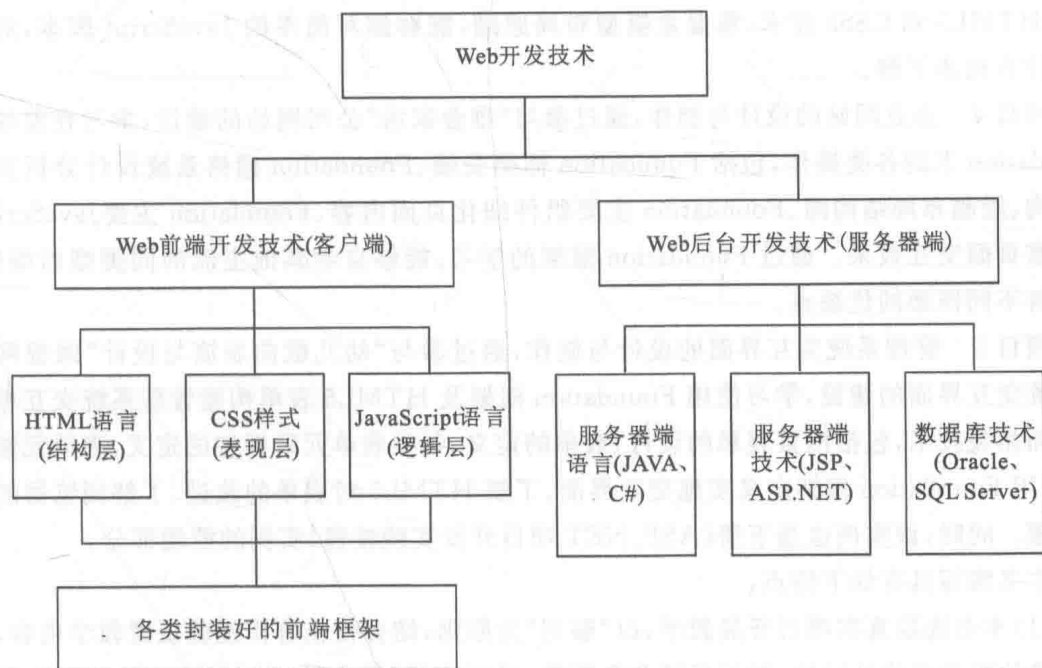 Web开发技术
Web前端开发技术(客户端)
Web后台开发技术(服务器端)
HTML语言
(结构层)
CSS样式
(表现层)
JavaScript语言
(逻辑层)
服务器端
语言(JAVA、
C#)
服务器端
技术(JSP、
ASP.NET)
数据库技术
(Oracle、
SQL Server)
各类封装好的前端框架